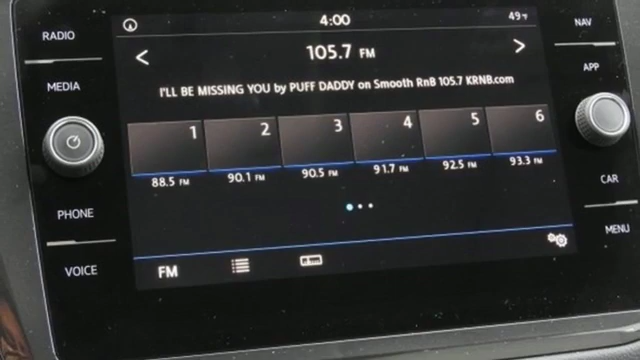 RADIO
4:00
49°F
NAV
105.7 FM
MEDIA
APP
I'LL BE MISSING YOU by PUFF DADDY on Smooth RnB 105.7 KRNB.com
1 2 3 4 5 6
88.5 FM 90.1 FM 90.5 FM 91.7 FM 92.5 FM 93.3 FM
PHONE
CAR
VOICE
FM
MENU